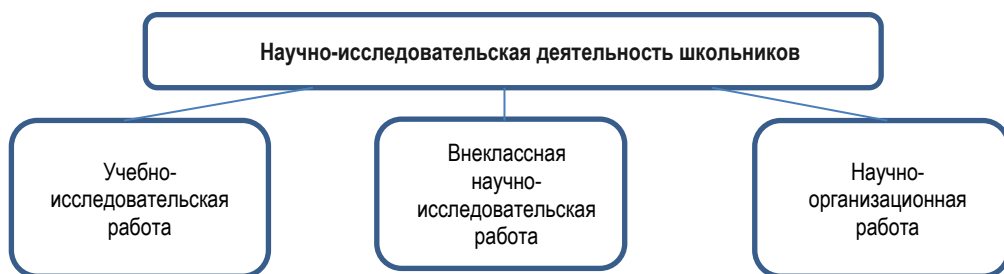 Научно-исследовательская деятельность школьников
Учебно-
исследовательская
работа
Внеклассная
научно-
исследовательская
работа
Научно-
организационная
работа